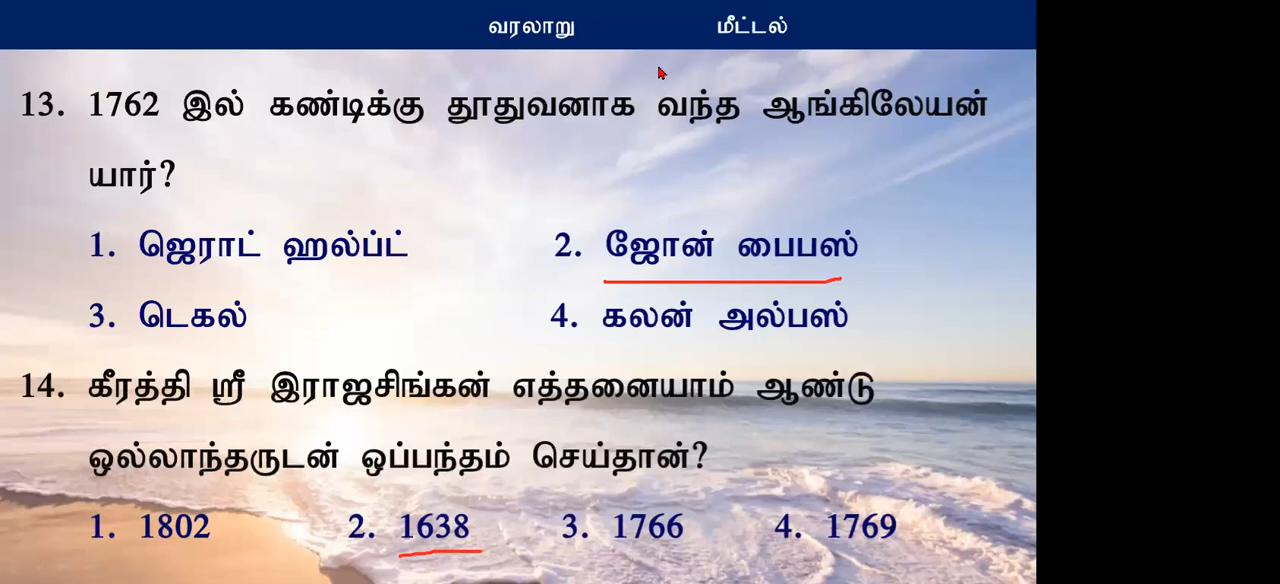 வரலாறு மீட்டல்
13. 1762 இல் கண்டிக்கு தூதுவனாக வந்த ஆங்கிலேயன்
யார்?
1. ஜெராட் ஹல்ப்ட் 2. ஜோன் பைபஸ்
3. டெகல் 4. கலன் அல்பஸ்
14. கீரத்தி ஸ்ரீ இராஜசிங்கன் எத்தனையாம் ஆண்டு
ஒல்லாந்தருடன் ஒப்பந்தம் செய்தான்?
1. 1802 2. 1638 3. 1766 4. 1769